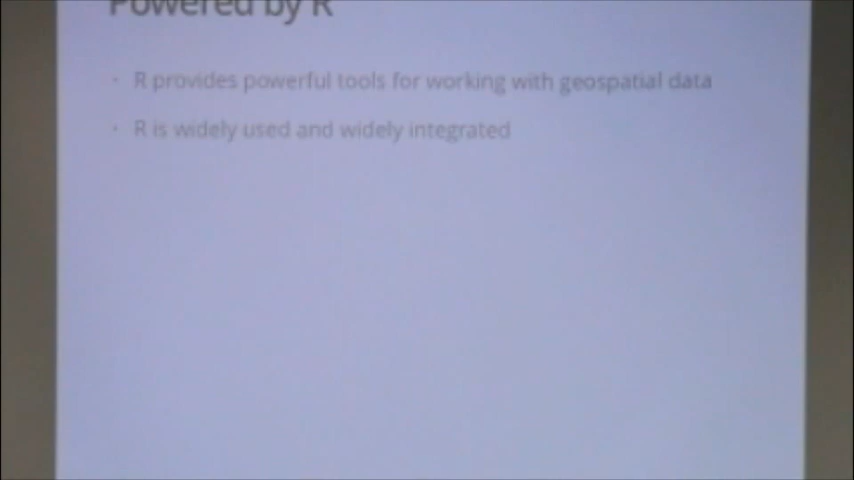 Powered by R
· R provides powerful tools for working with geospatial data
· R is widely used and widely integrated